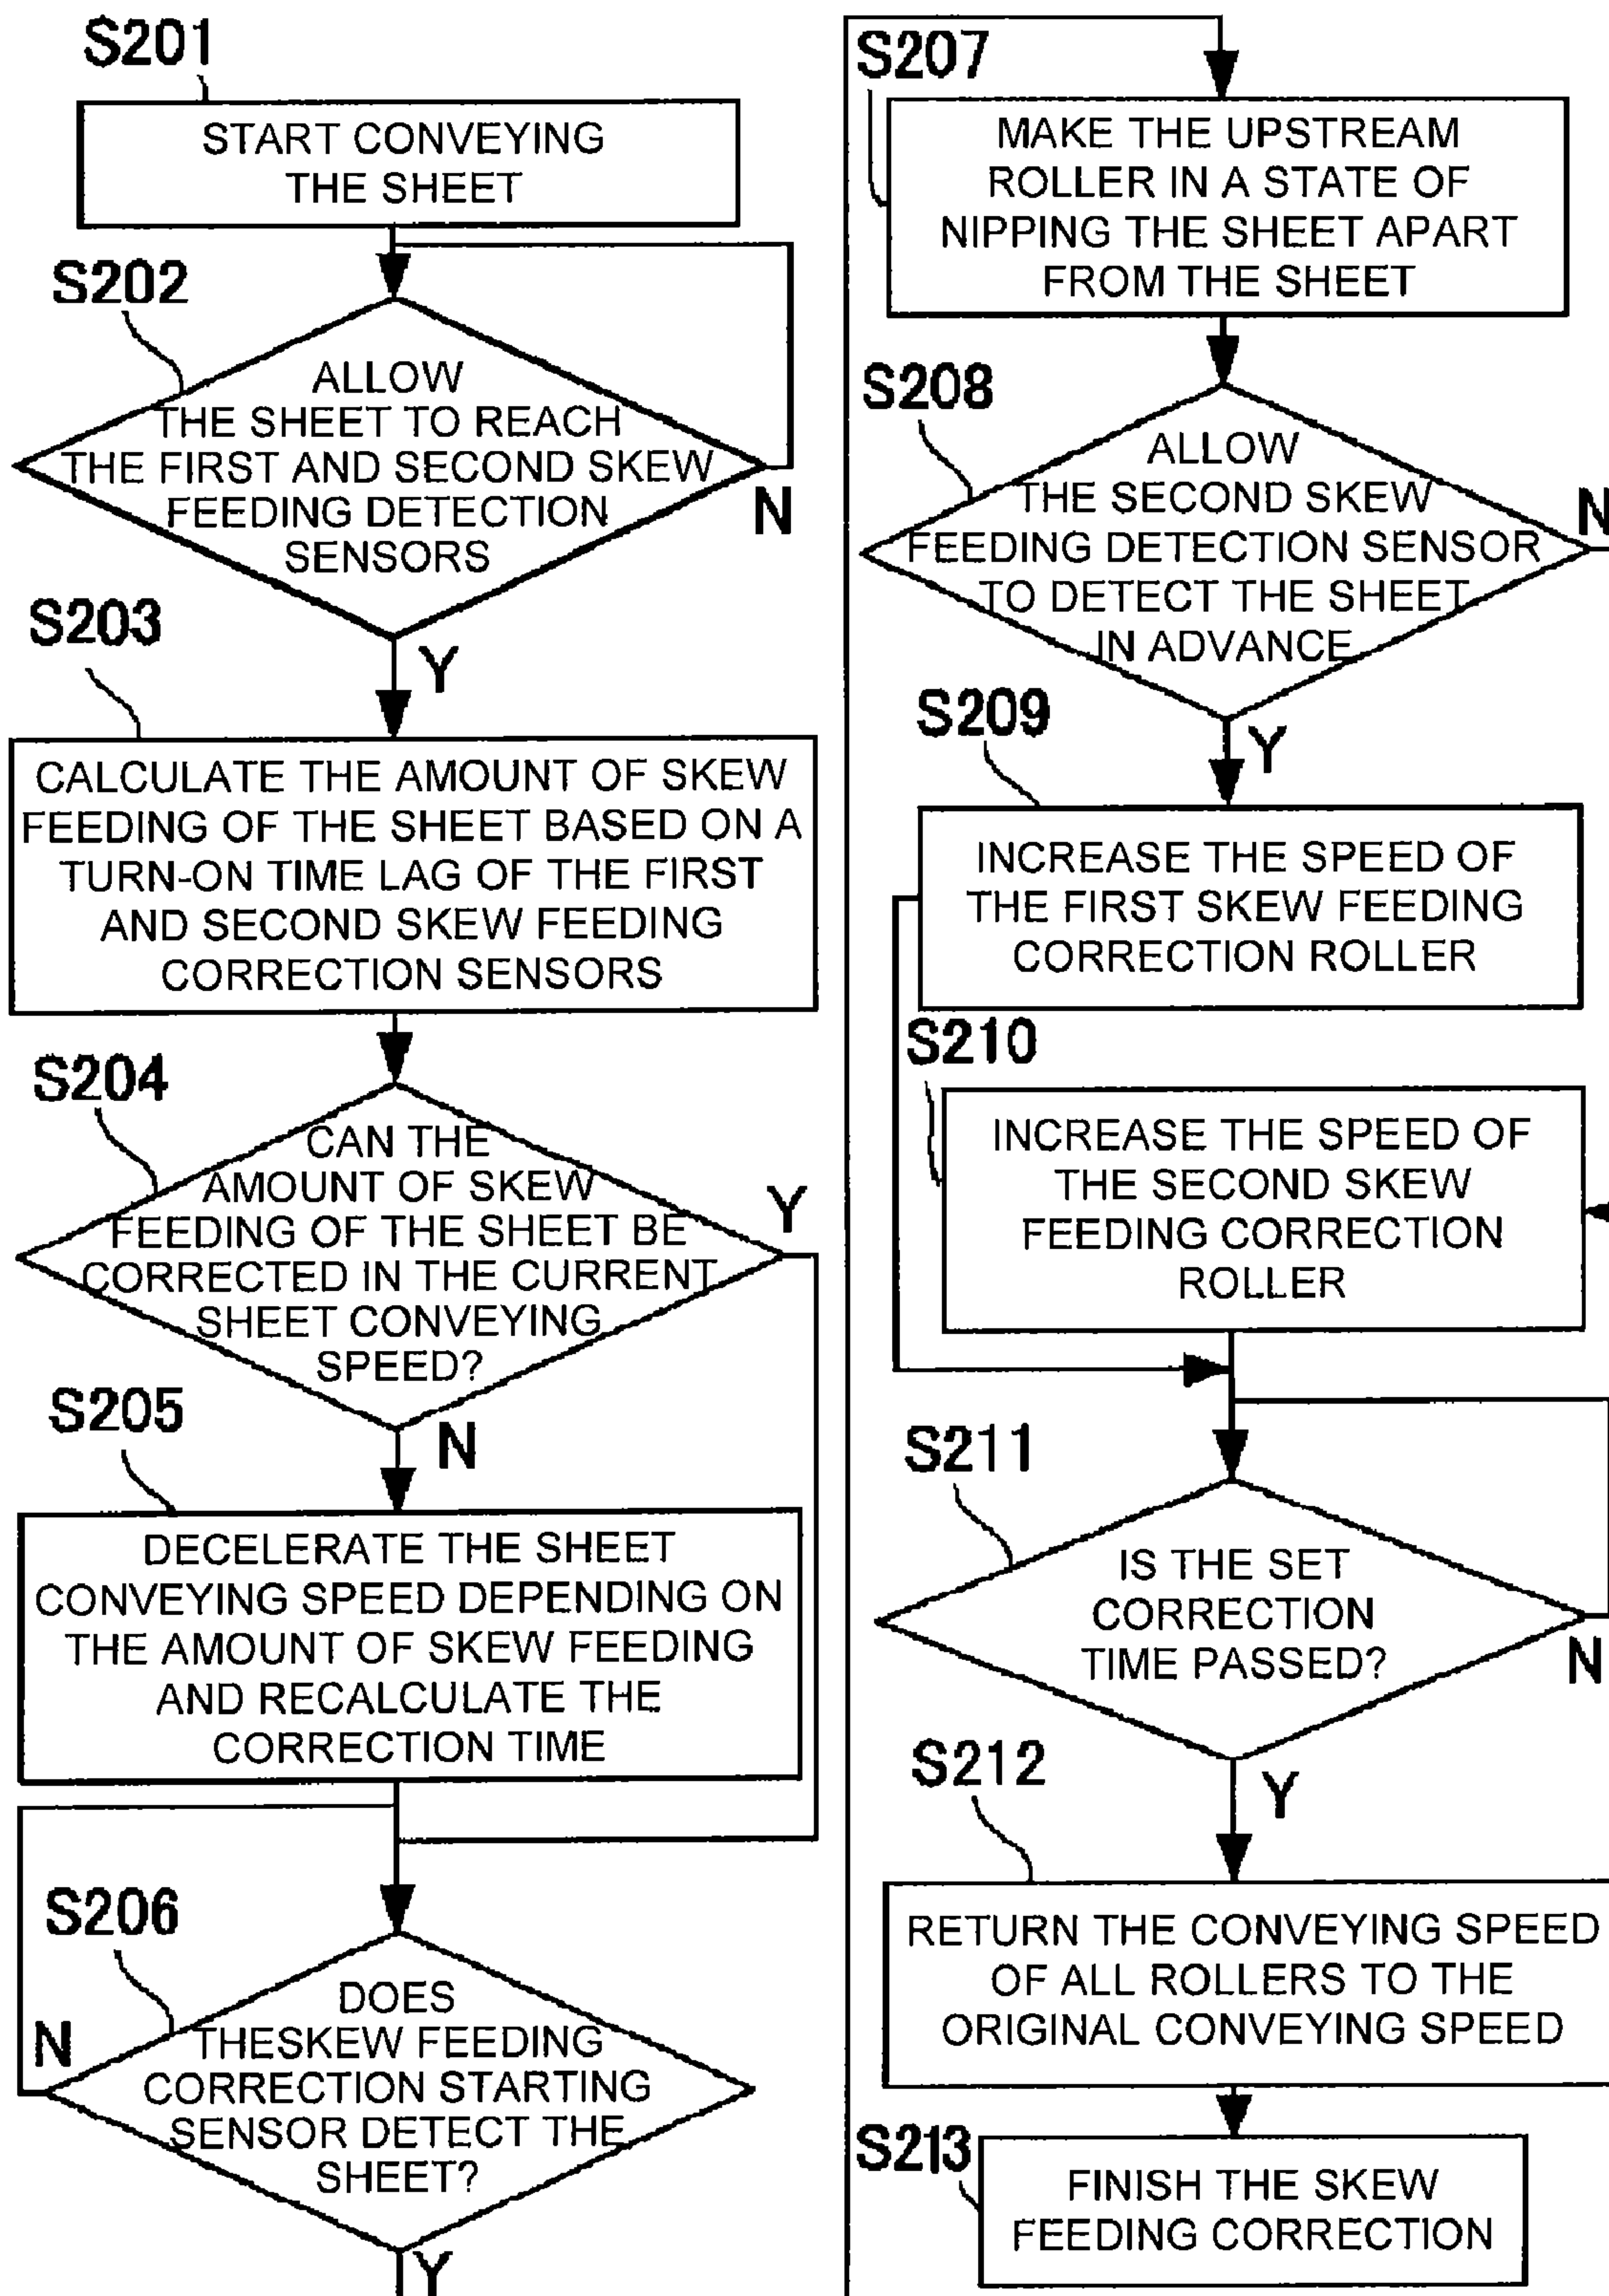 S201
START CONVEYING
THE SHEET
S202
ALLOW
THE SHEET TO REACH
THE FIRST AND SECOND SKEW
FEEDING DETECTION
SENSORS
N
Y
S203
CALCULATE THE AMOUNT OF SKEW
FEEDING OF THE SHEET BASED ON A
TURN-ON TIME LAG OF THE FIRST
AND SECOND SKEW FEEDING
CORRECTION SENSORS
S204
CAN THE
AMOUNT OF SKEW
FEEDING OF THE SHEET BE
CORRECTED IN THE CURRENT
SHEET CONVEYING
SPEED?
Y
N
S205
DECELERATE THE SHEET
CONVEYING SPEED DEPENDING ON
THE AMOUNT OF SKEW FEEDING
AND RECALCULATE THE
CORRECTION TIME
S206
DOES
THESKEW FEEDING
CORRECTION STARTING
SENSOR DETECT THE
SHEET?
N
Y
S207
MAKE THE UPSTREAM
ROLLER IN A STATE OF
NIPPING THE SHEET APART
FROM THE SHEET
S208
ALLOW
THE SECOND SKEW
FEEDING DETECTION SENSOR
TO DETECT THE SHEET
IN ADVANCE
N
Y
S209
INCREASE THE SPEED OF
THE FIRST SKEW FEEDING
CORRECTION ROLLER
S210
INCREASE THE SPEED OF
THE SECOND SKEW
FEEDING CORRECTION
ROLLER
S211
IS THE SET
CORRECTION
TIME PASSED?
N
Y
S212
RETURN THE CONVEYING SPEED
OF ALL ROLLERS TO THE
ORIGINAL CONVEYING SPEED
S213
FINISH THE SKEW
FEEDING CORRECTION